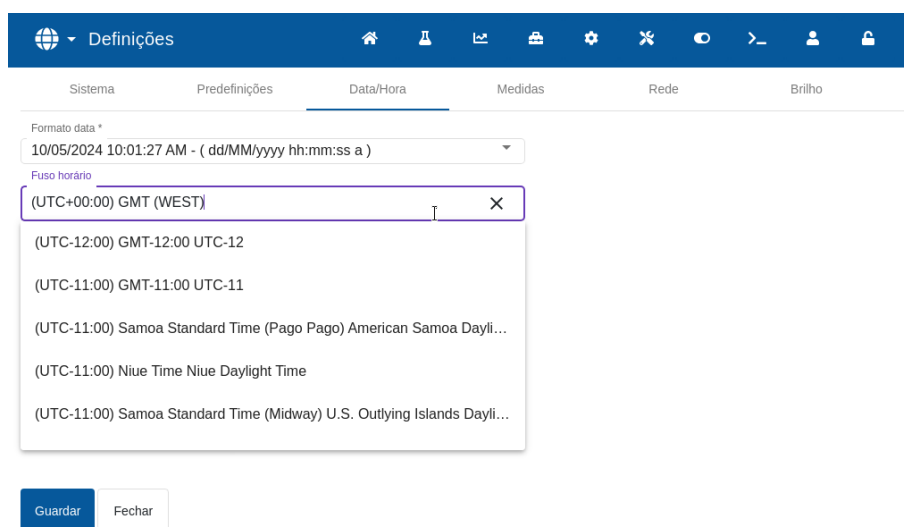 Definições
Sistema Predefinições Data/Hora Medidas Rede Brilho
Formato data *
10/05/2024 10:01:27 AM - ( dd/MM/yyyy hh:mm:ss a )
Fuso horário
(UTC+00:00) GMT (WEST)
(UTC-12:00) GMT-12:00 UTC-12
(UTC-11:00) GMT-11:00 UTC-11
(UTC-11:00) Samoa Standard Time (Pago Pago) American Samoa Dayli…
(UTC-11:00) Niue Time Niue Daylight Time
(UTC-11:00) Samoa Standard Time (Midway) U.S. Outlying Islands Dayli…
Guardar Fechar